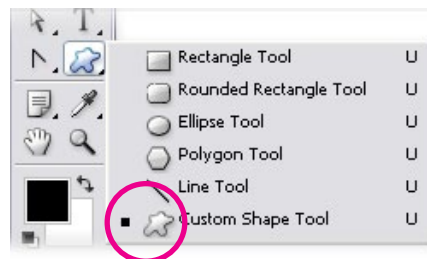 T
Rectangle Tool U
Rounded Rectangle Tool U
Ellipse Tool U
Polygon Tool U
Line Tool U
Custom Shape Tool U